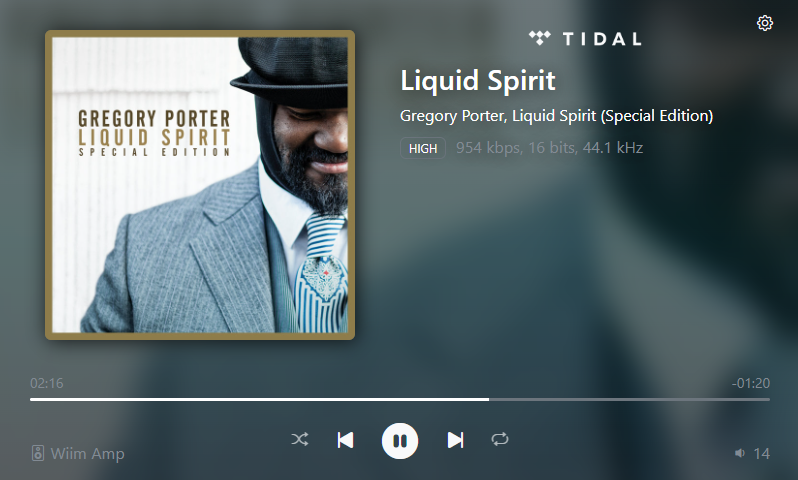 TIDAL
GREGORY PORTER
LIQUID SPIRIT
SPECIAL EDITION
Liquid Spirit
Gregory Porter, Liquid Spirit (Special Edition)
HIGH 954 kbps, 16 bits, 44.1 kHz
02:16 -01:20
Wiim Amp 14